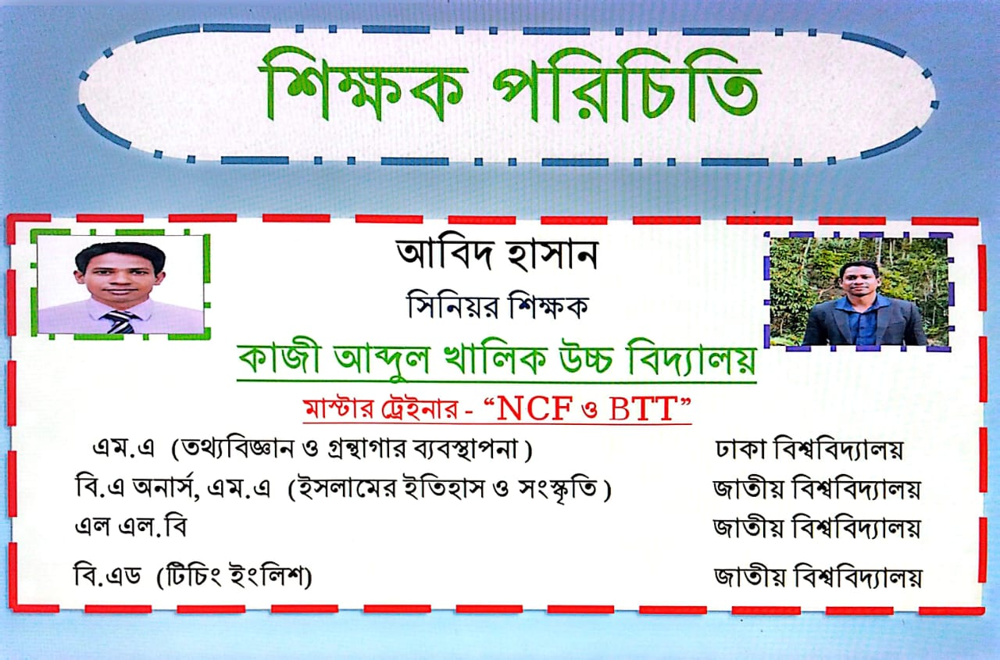 শিক্ষক পরিচিতি
আবিদ হাসান
সিনিয়র শিক্ষক
কাজী আব্দুল খালিক উচ্চ বিদ্যালয়
মাস্টার ট্রেইনার - “NCF ও BTT”
এম.এ (তথ্যবিজ্ঞান ও গ্রন্থাগার ব্যবস্থাপনা ) ঢাকা বিশ্ববিদ্যালয়
বি.এ অনার্স, এম.এ (ইসলামের ইতিহাস ও সংস্কৃতি ) জাতীয় বিশ্ববিদ্যালয়
এল এল.বি জাতীয় বিশ্ববিদ্যালয়
বি.এড (টিচিং ইংলিশ) জাতীয় বিশ্ববিদ্যালয়